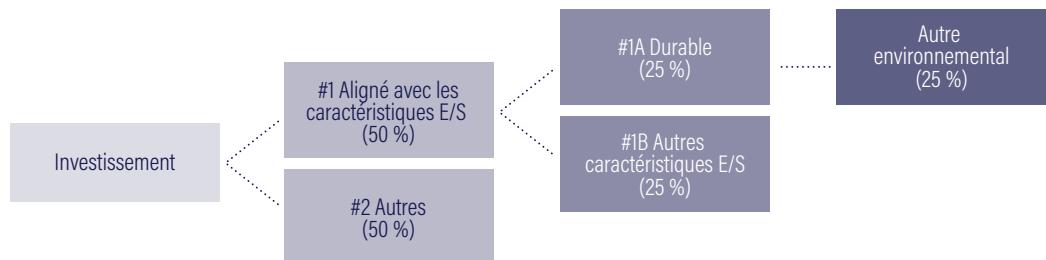 Investissement
#1 Aligné avec les
caractéristiques E/S
(50 %)
#2 Autres
(50 %)
#1A Durable
(25 %)
#1B Autres
caractéristiques E/S
(25 %)
Autre
environnemental
(25 %)